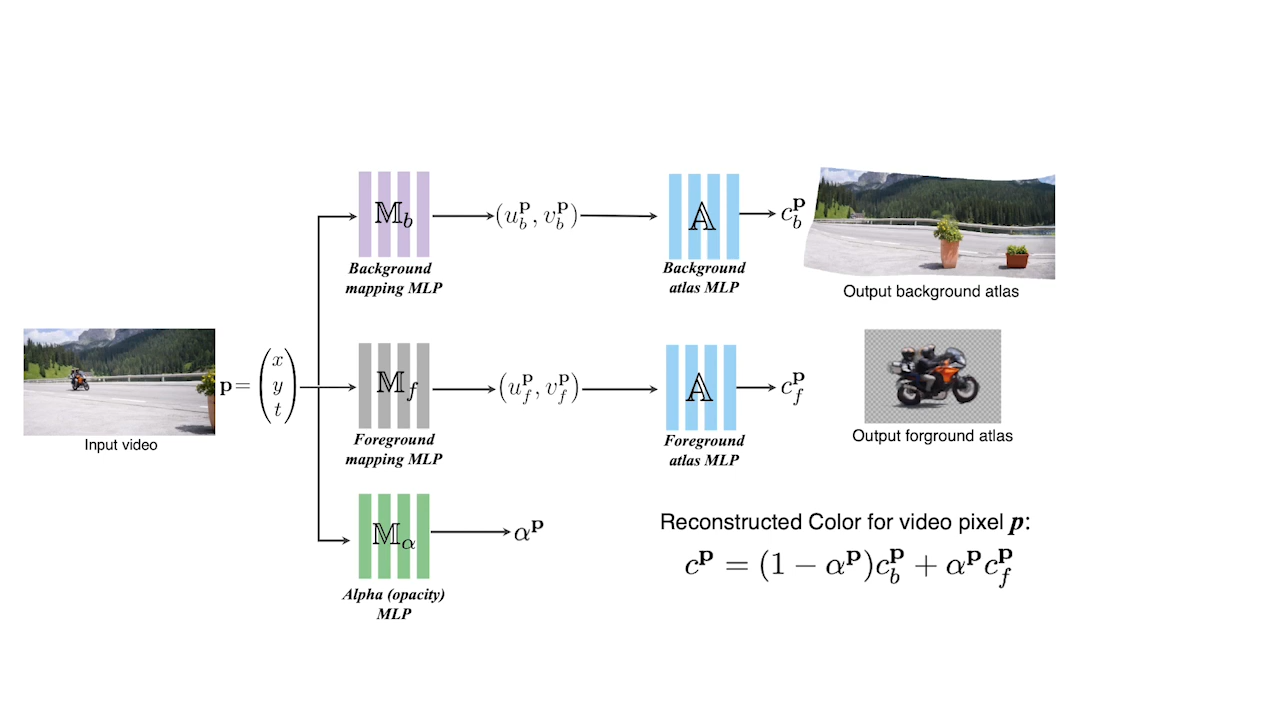 Input video
p = (x y t)
𝕄_b
Background
mapping MLP
(u_b^p, v_b^p)
𝔸
Background
atlas MLP
c_b^p
Output background atlas
𝕄_f
Foreground
mapping MLP
(u_f^p, v_f^p)
𝔸
Foreground
atlas MLP
c_f^p
Output forground atlas
𝕄_α
Alpha (opacity)
MLP
α^p
Reconstructed Color for video pixel p:
c^p = (1 − α^p)c_b^p + α^p c_f^p